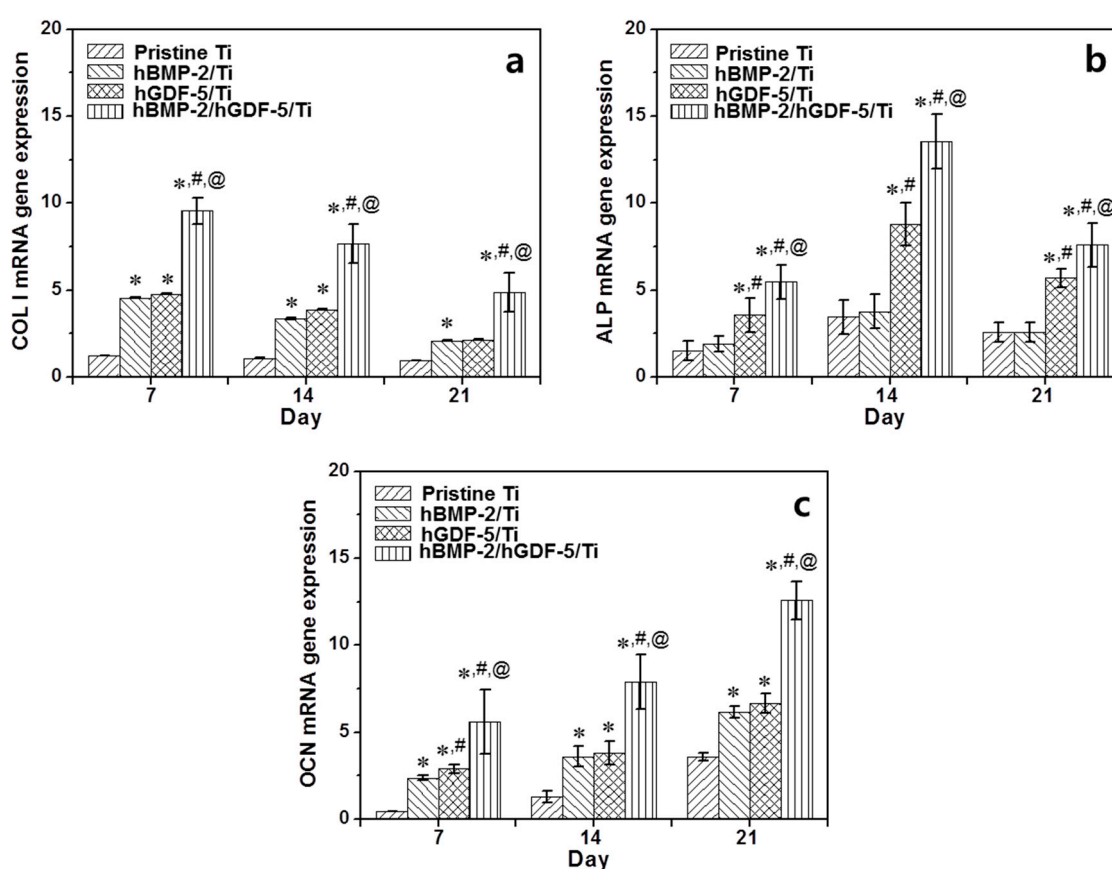 a
COL I mRNA gene expression
20
15
10
5
0
Pristine Ti
hBMP-2/Ti
hGDF-5/Ti
hBMP-2/hGDF-5/Ti
*
*
*,#,@
*
*
*,#,@
*
*,#,@
7
14
21
Day
b
ALP mRNA gene expression
20
15
10
5
0
Pristine Ti
hBMP-2/Ti
hGDF-5/Ti
hBMP-2/hGDF-5/Ti
*,#
*,#,@
*,#
*,#,@
*,#
*,#,@
7
14
21
Day
c
OCN mRNA gene expression
20
15
10
5
0
Pristine Ti
hBMP-2/Ti
hGDF-5/Ti
hBMP-2/hGDF-5/Ti
*
*,#
*,#,@
*
*
*,#,@
*
*
*,#,@
7
14
21
Day